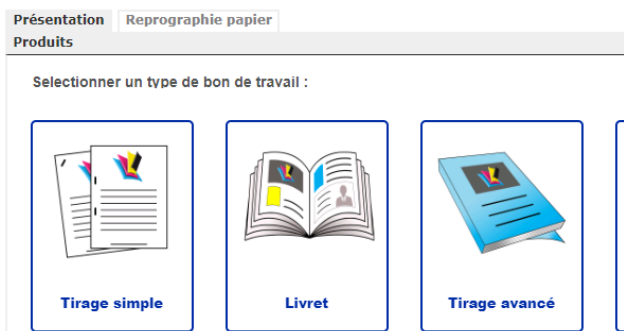 Présentation Reprographie papier
Produits
Selectionner un type de bon de travail :
Tirage simple Livret Tirage avancé